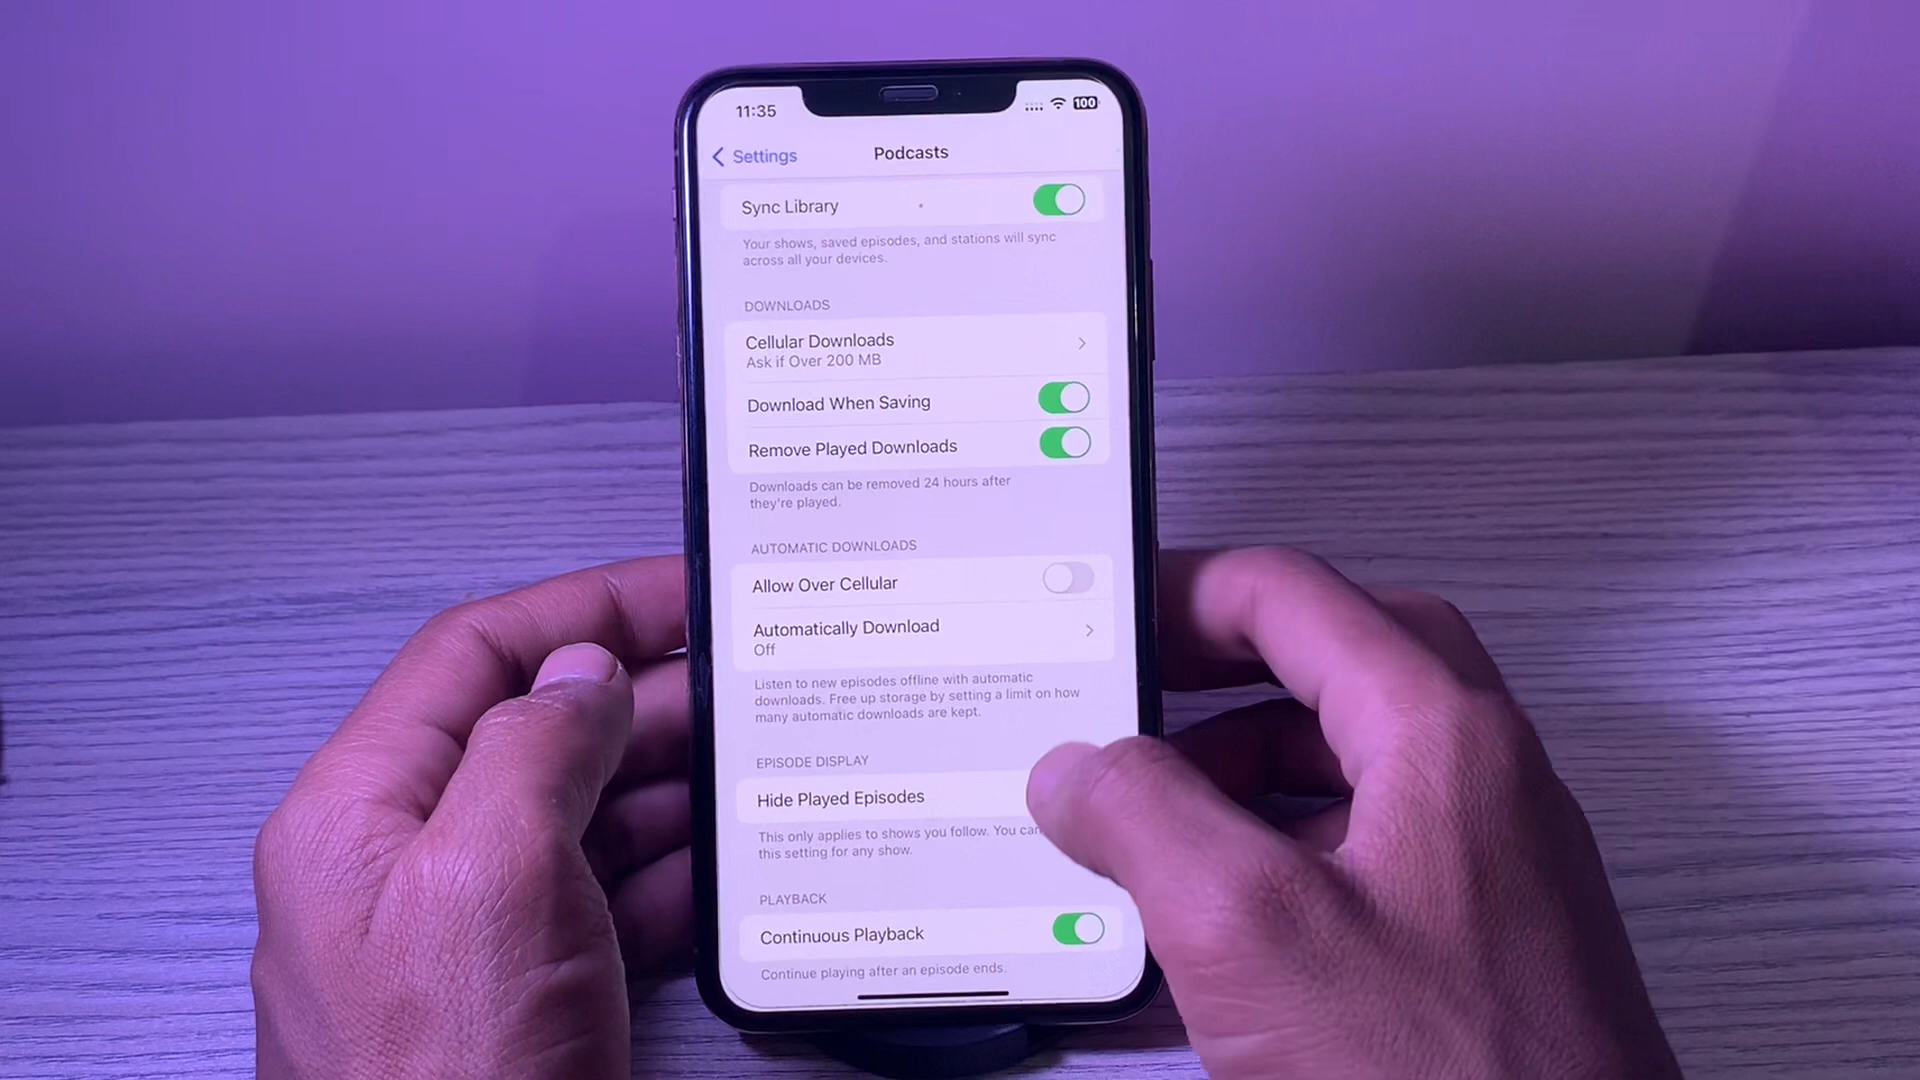 11:35
100
Settings
Podcasts
Sync Library
Your shows, saved episodes, and stations will sync
across all your devices.
DOWNLOADS
Cellular Downloads
Ask if Over 200 MB
Download When Saving
Remove Played Downloads
Downloads can be removed 24 hours after
they're played.
AUTOMATIC DOWNLOADS
Allow Over Cellular
Automatically Download
Off
Listen to new episodes offline with automatic
downloads. Free up storage by setting a limit on how
many automatic downloads are kept.
EPISODE DISPLAY
Hide Played Episodes
This only applies to shows you follow. You can
this setting for any show.
PLAYBACK
Continuous Playback
Continue playing after an episode ends.